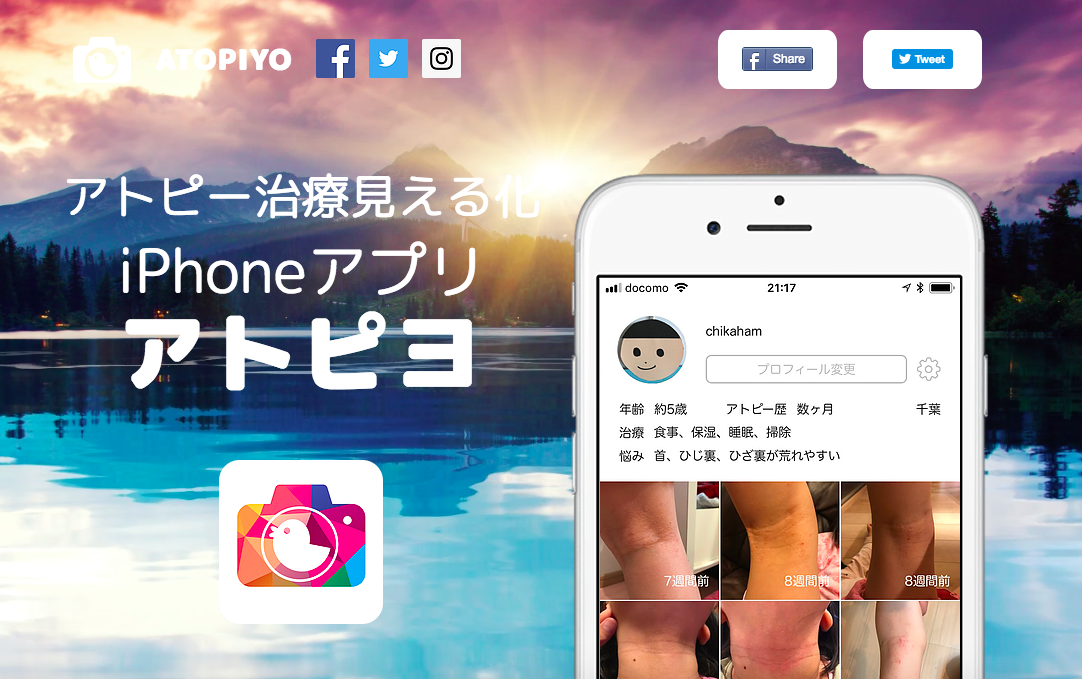 ATOPIYO
Share
Tweet
アトピー治療見える化
iPhoneアプリ
アトピヨ
docomo 21:17
chikaham
プロフィール変更
年齢 約5歳 アトピー歴 数ヶ月 千葉
治療 食事、保湿、睡眠、掃除
悩み 首、ひじ裏、ひざ裏が荒れやすい
7週間前 8週間前 8週間前